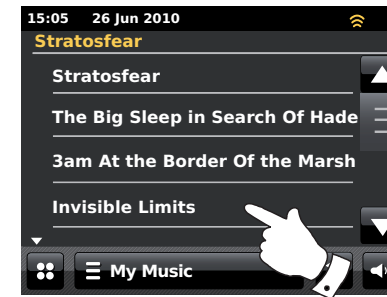 15:05 26 Jun 2010
Stratosfear
Stratosfear
The Big Sleep in Search Of Hade
3am At the Border Of the Marsh
Invisible Limits
My Music